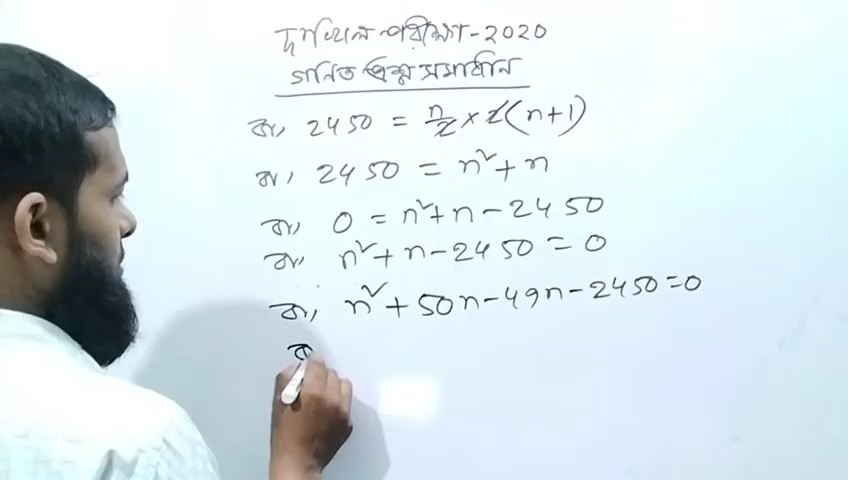 দাখিল পরীক্ষা-2020
গনিত প্রশ্ন সমাধান
বা, 2450 = n/2 × 2(n+1)
বা, 2450 = n²+n
বা, 0 = n²+n-2450
বা, n²+n-2450=0
বা, n²+50n-49n-2450=0
ব